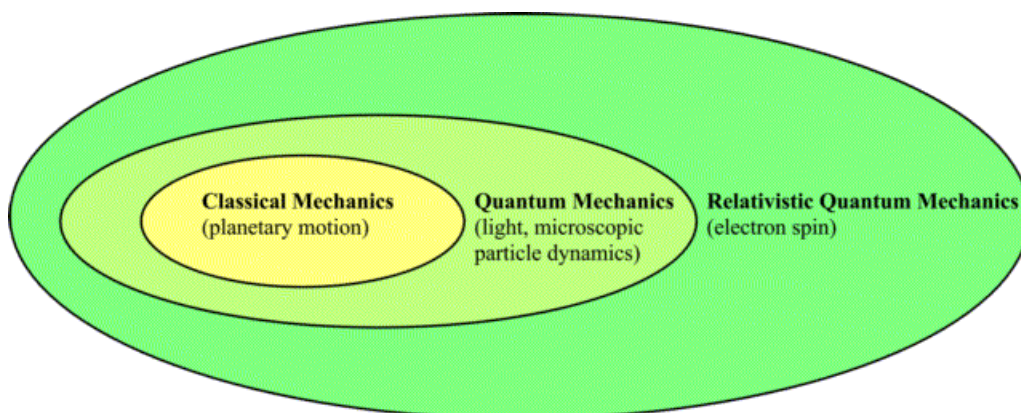 Classical Mechanics
(planetary motion)
Quantum Mechanics
(light, microscopic
particle dynamics)
Relativistic Quantum Mechanics
(electron spin)